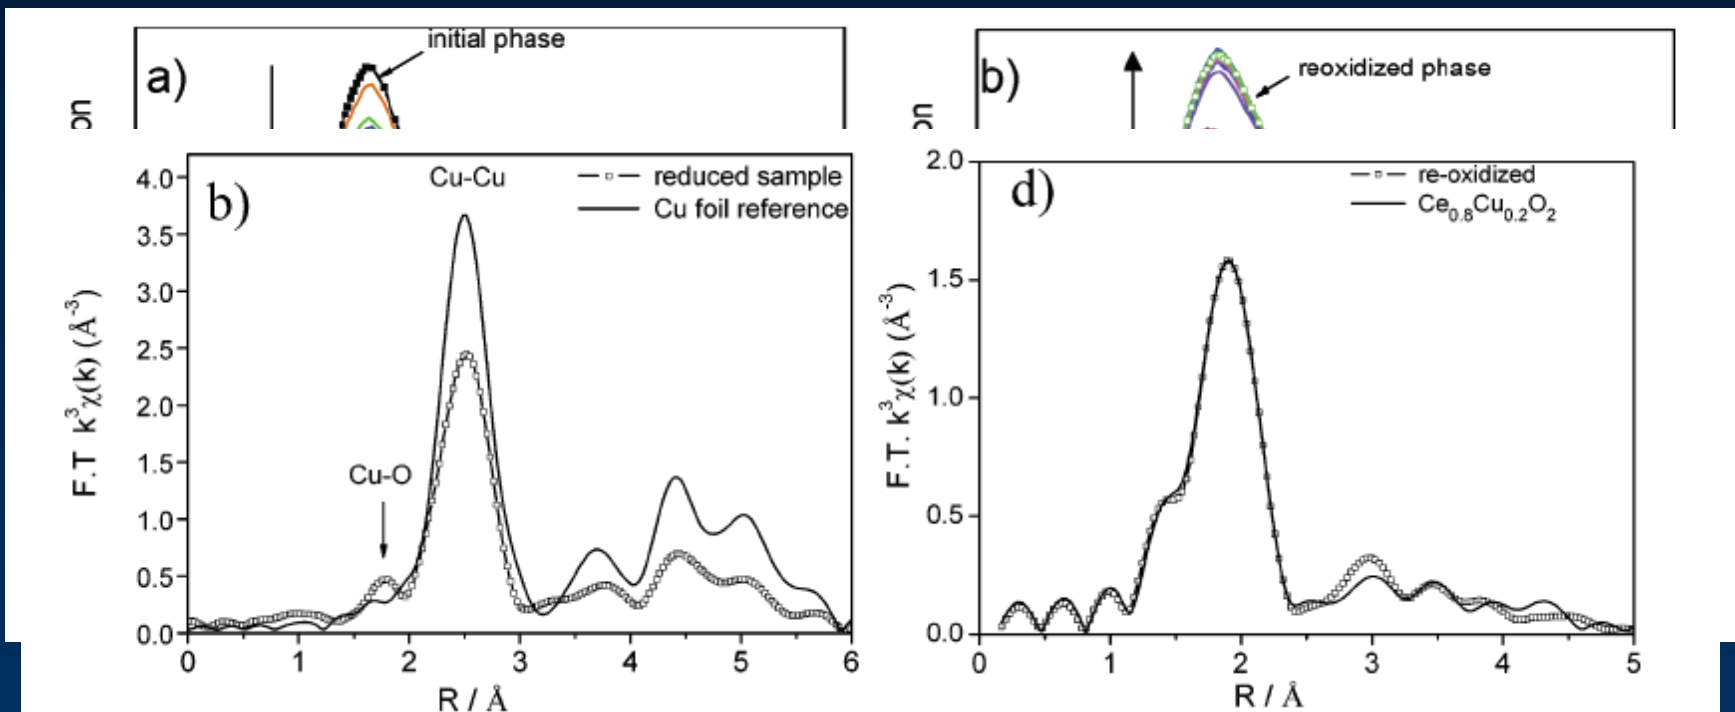 initial phase
a)
on
b)
reoxidized phase
on
b)
Cu-Cu
reduced sample
Cu foil reference
Cu-O
4.0
3.5
3.0
2.5
2.0
1.5
1.0
0.5
0.0
F.T k³χ(k) (Å⁻³)
0 1 2 3 4 5 6
R / Å
d)
re-oxidized
Ce₀.₈Cu₀.₂O₂
2.0
1.5
1.0
0.5
0.0
F.T. k³χ(k) (Å⁻³)
0 1 2 3 4 5
R / Å